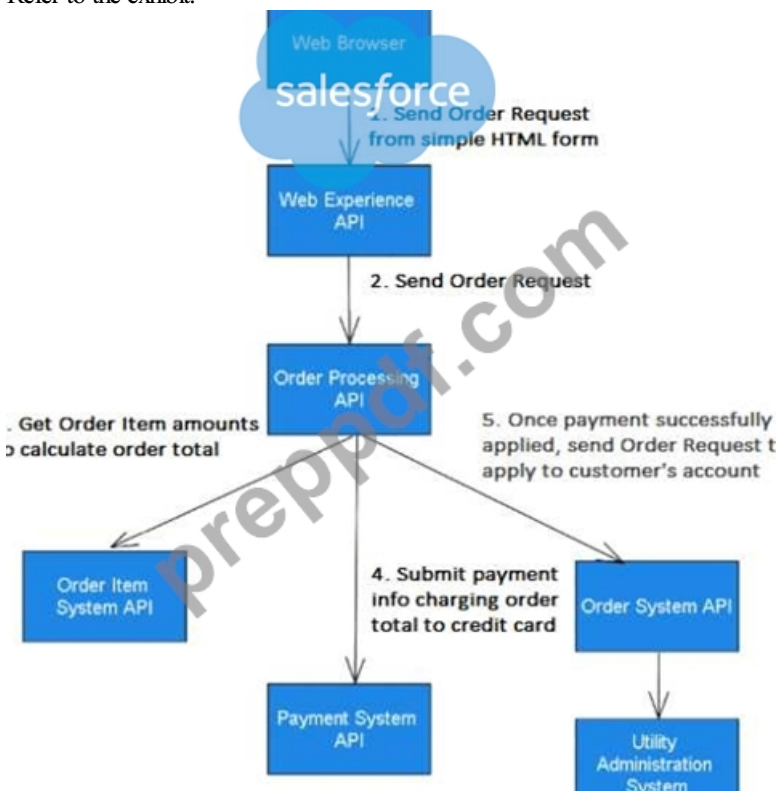 Refer to the exhibit.
Web Browser
salesforce
1. Send Order Request
from simple HTML form
Web Experience
API
2. Send Order Request
Order Processing
API
. Get Order Item amounts
o calculate order total
5. Once payment successfully
applied, send Order Request t
apply to customer's account
preppdf.com
Order Item
System API
4. Submit payment
info charging order
total to credit card
Order System API
Payment System
API
Utility
Administration
System